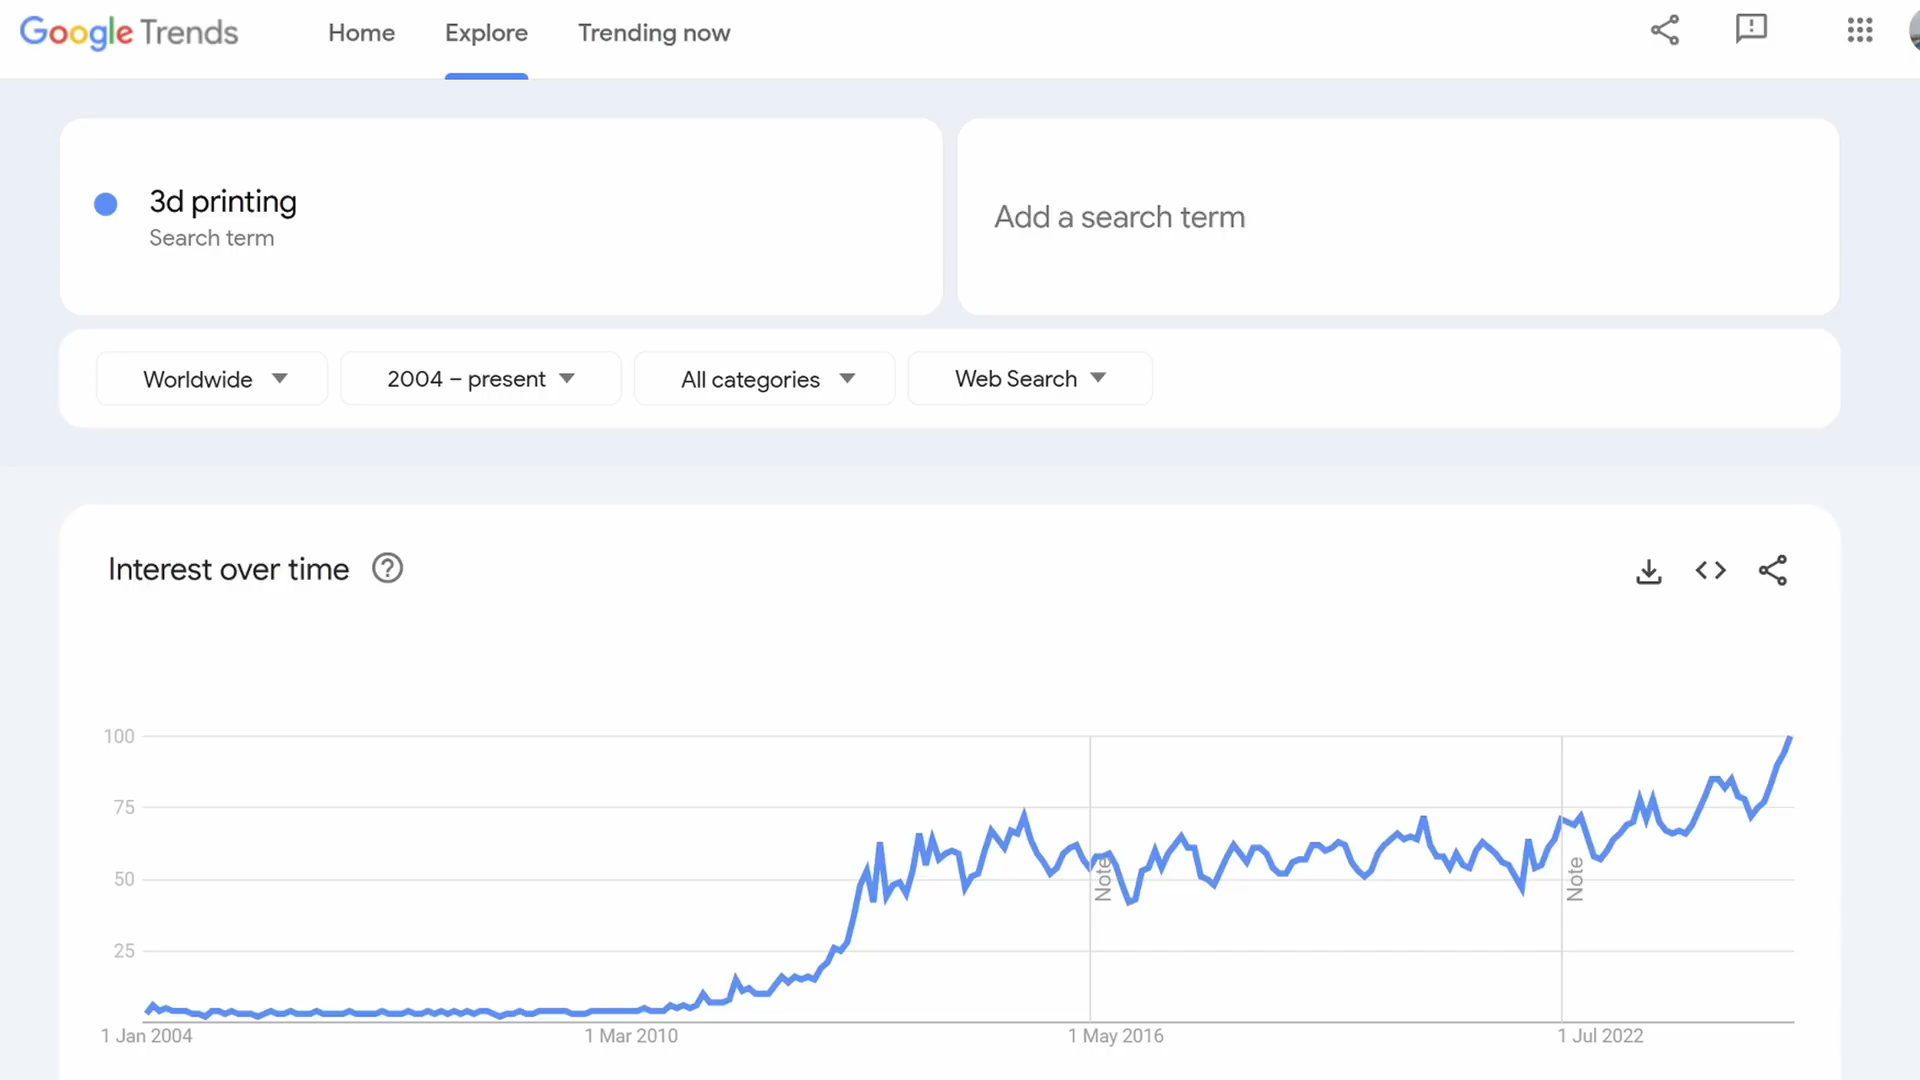 Google Trends Home Explore Trending now
3d printing
Search term
Add a search term
Worldwide 2004 – present All categories Web Search
Interest over time
100
75
50
25
Note
Note
1 Jan 2004 1 Mar 2010 1 May 2016 1 Jul 2022